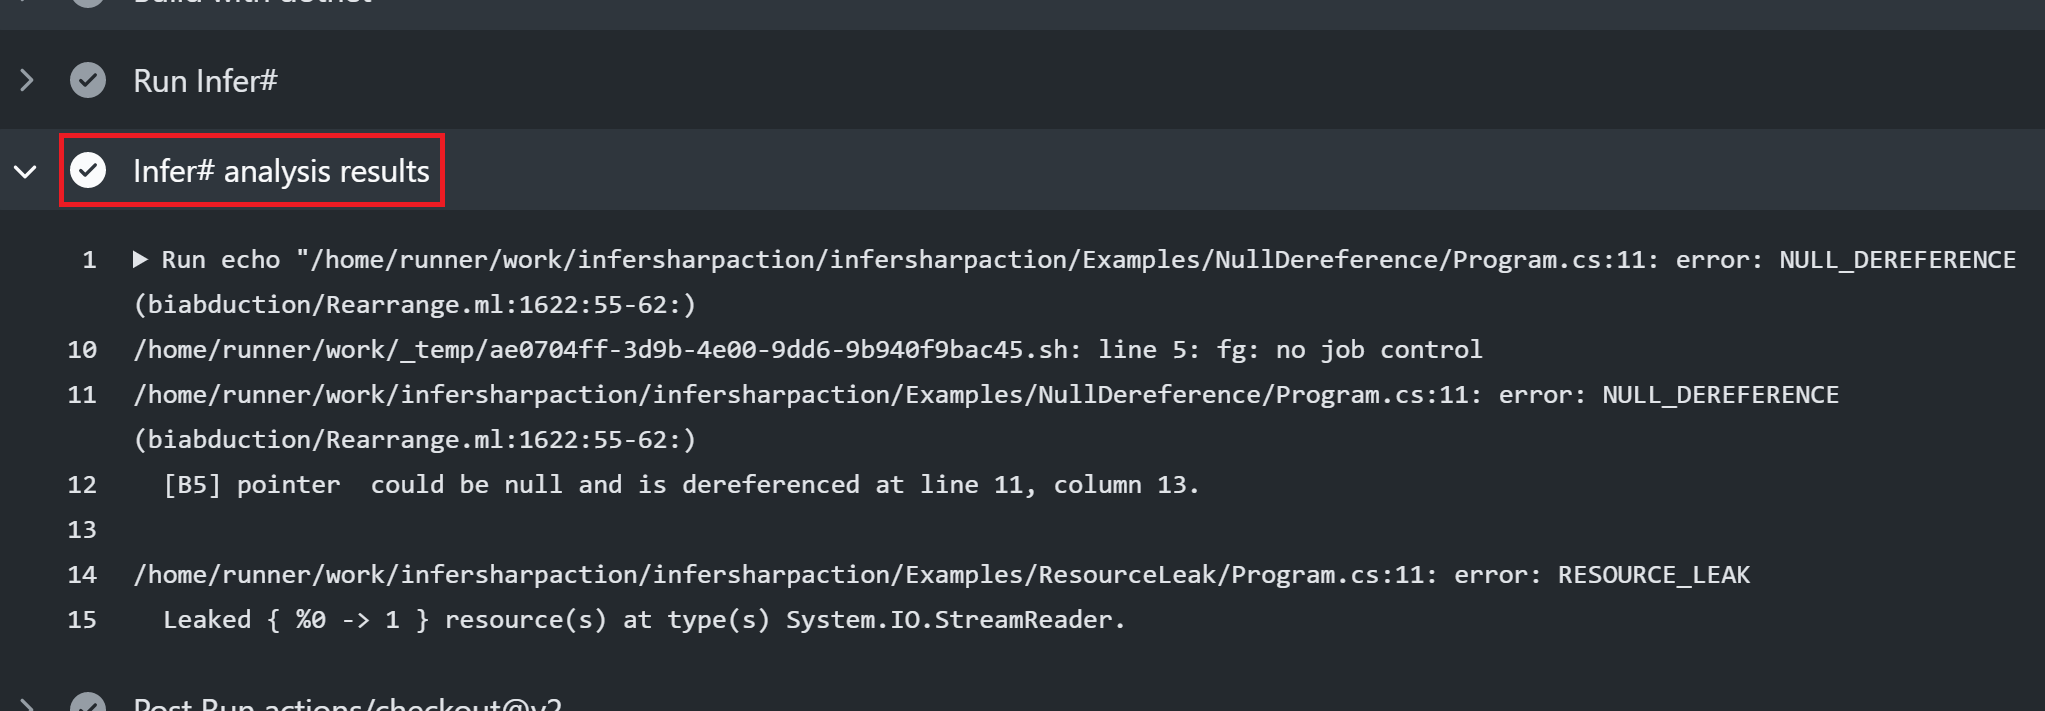 Build with dotnet
Run Infer#
Infer# analysis results
1 Run echo "/home/runner/work/infersharpaction/infersharpaction/Examples/NullDereference/Program.cs:11: error: NULL_DEREFERENCE
(biabduction/Rearrange.ml:1622:55-62:)
10 /home/runner/work/_temp/ae0704ff-3d9b-4e00-9dd6-9b940f9bac45.sh: line 5: fg: no job control
11 /home/runner/work/infersharpaction/infersharpaction/Examples/NullDereference/Program.cs:11: error: NULL_DEREFERENCE
(biabduction/Rearrange.ml:1622:55-62:)
12 [B5] pointer  could be null and is dereferenced at line 11, column 13.
13
14 /home/runner/work/infersharpaction/infersharpaction/Examples/ResourceLeak/Program.cs:11: error: RESOURCE_LEAK
15 Leaked { %0 -> 1 } resource(s) at type(s) System.IO.StreamReader.
Post Run actions/checkout@v2